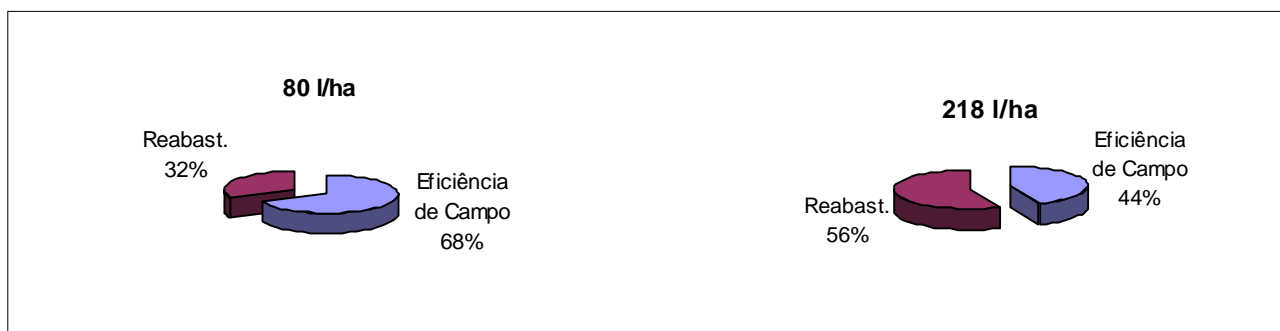 80 l/ha
Reabast.
32%
Eficiência
de Campo
68%
218 l/ha
Eficiência
de Campo
44%
Reabast.
56%